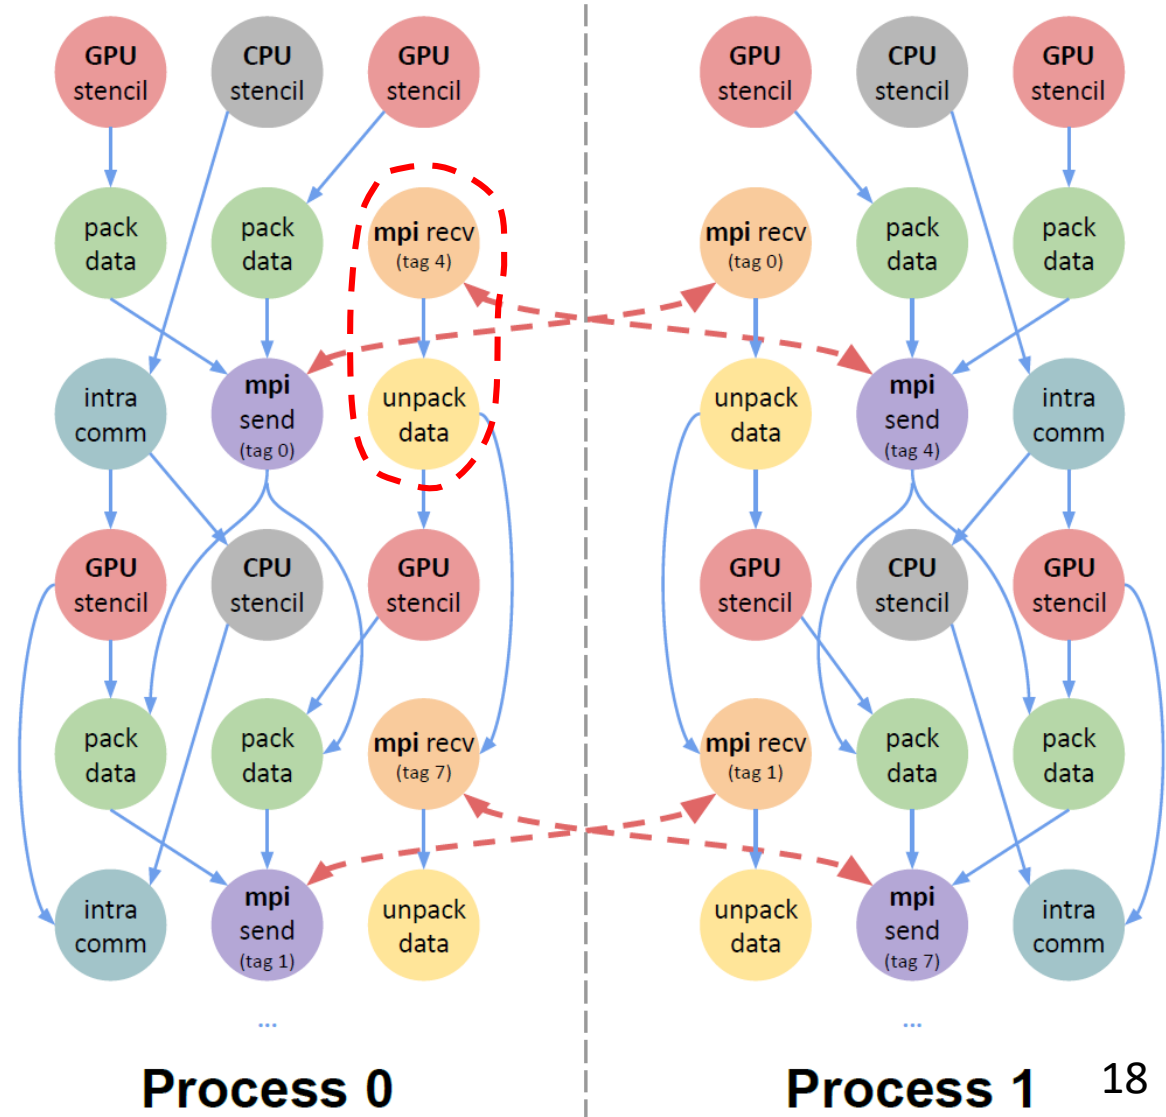 GPU
stencil
CPU
stencil
GPU
stencil
GPU
stencil
CPU
stencil
GPU
stencil
pack
data
pack
data
mpi recv
(tag 4)
mpi recv
(tag 0)
pack
data
pack
data
intra
comm
mpi
send
(tag 0)
unpack
data
unpack
data
mpi
send
(tag 4)
intra
comm
GPU
stencil
CPU
stencil
GPU
stencil
GPU
stencil
CPU
stencil
GPU
stencil
pack
data
pack
data
mpi recv
(tag 7)
mpi recv
(tag 1)
pack
data
pack
data
intra
comm
mpi
send
(tag 1)
unpack
data
unpack
data
mpi
send
(tag 7)
intra
comm
...
...
Process 0
Process 1
18